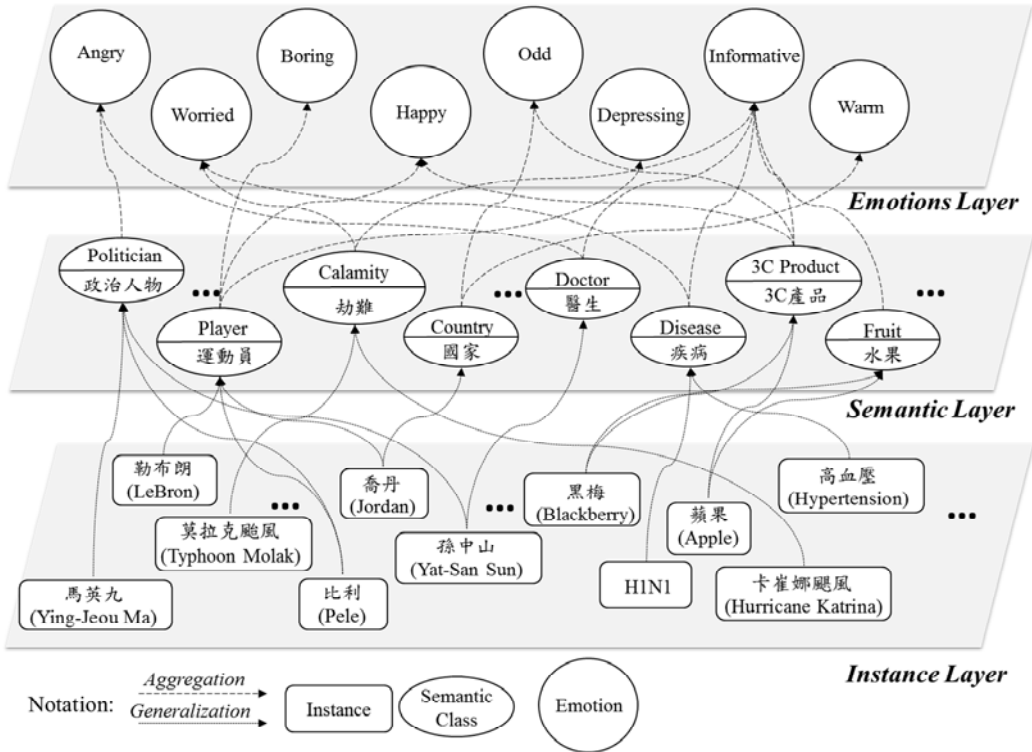 Angry
Boring
Odd
Informative
Worried
Happy
Depressing
Warm
Emotions Layer
Politician
政治人物
...
Player
運動員
Calamity
劫難
Country
國家
...
Doctor
醫生
Disease
疾病
3C Product
3C產品
Fruit
水果
...
Semantic Layer
勒布朗
(LeBron)
莫拉克颱風
(Typhoon Molak)
...
喬丹
(Jordan)
孫中山
(Yat-San Sun)
...
黑梅
(Blackberry)
...
蘋果
(Apple)
高血壓
(Hypertension)
...
馬英九
(Ying-Jeou Ma)
比利
(Pele)
H1N1
卡崔娜颶風
(Hurricane Katrina)
Instance Layer
Notation:
Aggregation
Generalization
Instance
Semantic
Class
Emotion